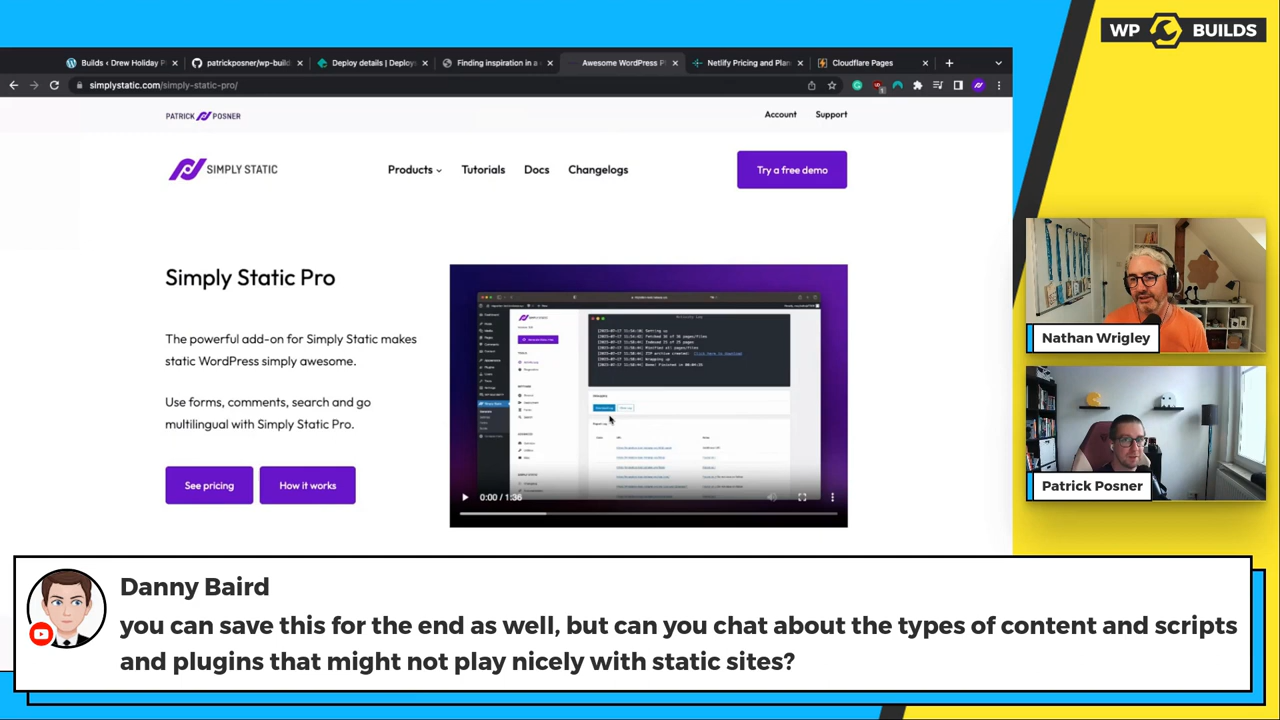 WP BUILDS
Builds ‹ Drew Holiday P
patrickposner/wp-build
Deploy details | Deploys
Finding inspiration in a
Awesome WordPress P
Netlify Pricing and Plan
Cloudflare Pages
simplystatic.com/simply-static-pro/
PATRICK POSNER
Account Support
SIMPLY STATIC
Products Tutorials Docs Changelogs
Try a free demo
Simply Static Pro
The powerful add-on for Simply Static makes
static WordPress simply awesome.
Use forms, comments, search and go
multilingual with Simply Static Pro.
See pricing How it works
0:00 / 1:36
Nathan Wrigley
Patrick Posner
Danny Baird
you can save this for the end as well, but can you chat about the types of content and scripts
and plugins that might not play nicely with static sites?